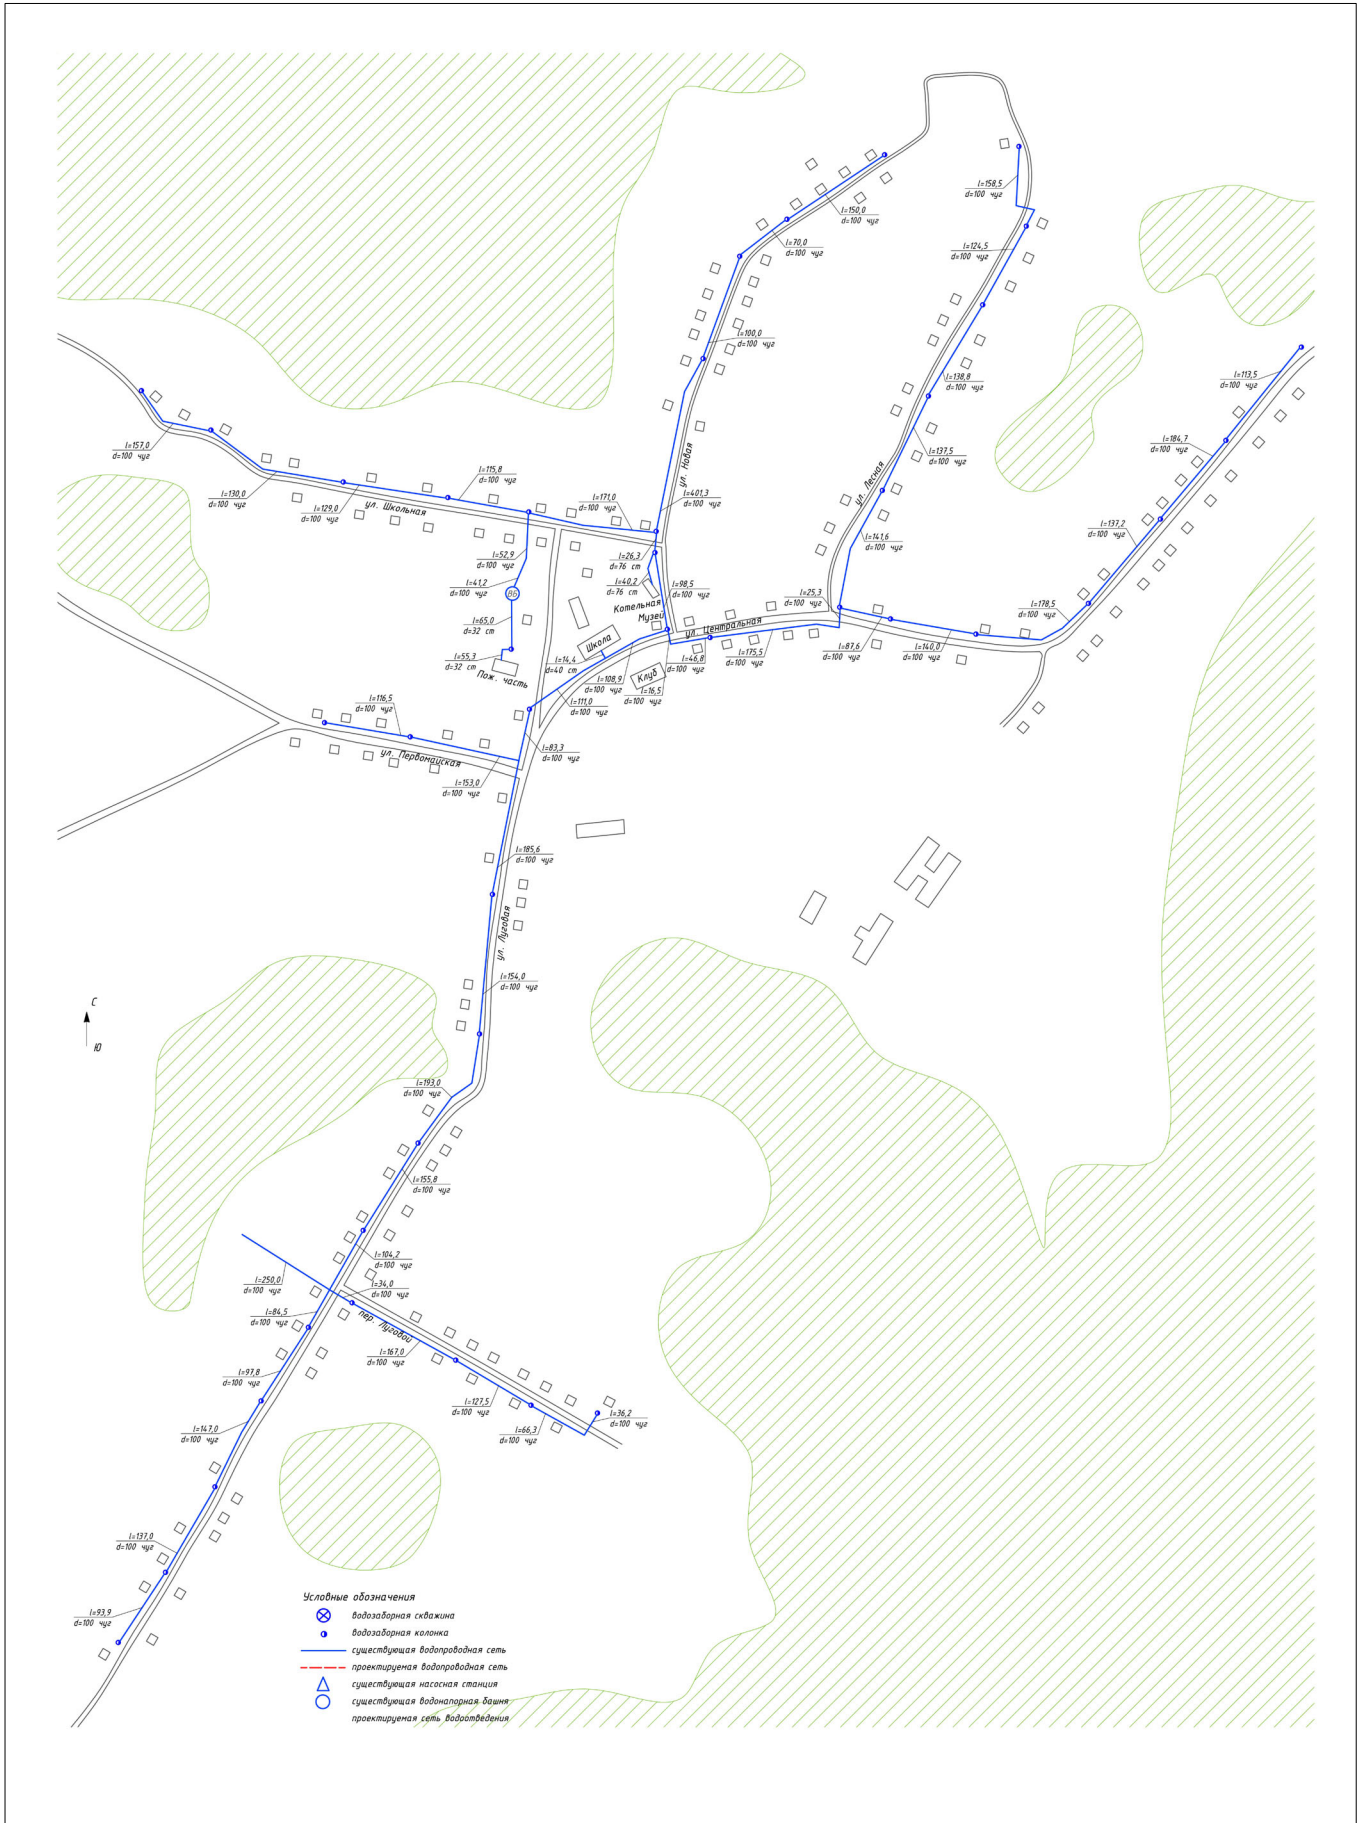 l=158,5
d=100 чуг
l=150,0
d=100 чуг
l=70,0
d=100 чуг
l=124,5
d=100 чуг
l=100,0
d=100 чуг
l=138,8
d=100 чуг
l=113,5
d=100 чуг
l=157,0
d=100 чуг
l=184,7
d=100 чуг
l=137,5
d=100 чуг
ул. Новая
ул. Лесная
l=115,8
d=100 чуг
l=130,0
d=100 чуг
l=129,0
d=100 чуг
ул. Школьная
l=171,0
d=100 чуг
l=401,3
d=100 чуг
l=137,2
d=100 чуг
l=141,6
d=100 чуг
l=52,9
d=100 чуг
l=26,3
d=76 ст
l=41,2
d=100 чуг
l=40,2
d=76 ст
l=98,5
d=100 чуг
l=25,3
d=100 чуг
ВБ
Котельная
Музей
l=178,5
d=100 чуг
l=65,0
d=32 ст
ул. Центральная
Школа
l=87,6
d=100 чуг
l=140,0
d=100 чуг
l=55,3
d=32 ст
l=14,4
d=40 ст
l=46,8
d=100 чуг
l=175,5
d=100 чуг
Пож. часть
l=108,9
d=100 чуг
Клуб
l=16,5
d=100 чуг
l=116,5
d=100 чуг
l=111,0
d=100 чуг
l=83,3
d=100 чуг
ул. Первомайская
l=153,0
d=100 чуг
l=185,6
d=100 чуг
ул. Луговая
l=154,0
d=100 чуг
С
Ю
l=193,0
d=100 чуг
l=155,8
d=100 чуг
l=104,2
d=100 чуг
l=250,0
d=100 чуг
l=34,0
d=100 чуг
l=84,5
d=100 чуг
пер. Луговой
l=167,0
d=100 чуг
l=97,8
d=100 чуг
l=127,5
d=100 чуг
l=36,2
d=100 чуг
l=147,0
d=100 чуг
l=66,3
d=100 чуг
l=137,0
d=100 чуг
l=93,9
d=100 чуг
Условные обозначения
водозаборная скважина
водозаборная колонка
существующая водопроводная сеть
проектируемая водопроводная сеть
существующая насосная станция
существующая водонапорная башня
проектируемая сеть водоотведения